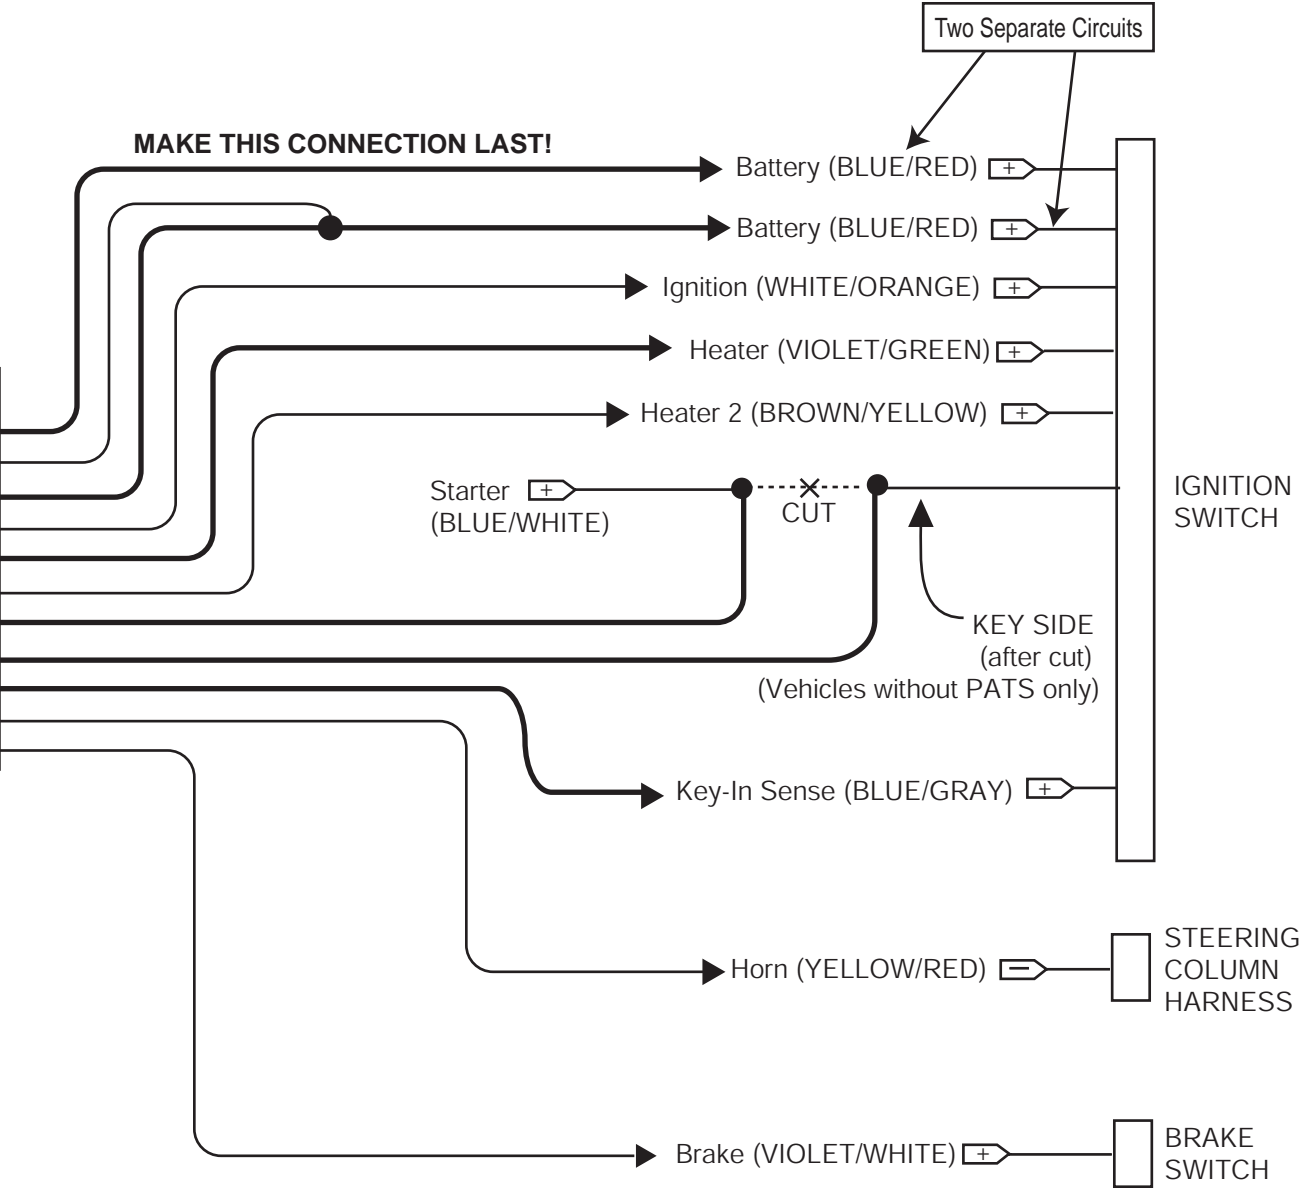 Two Separate Circuits
MAKE THIS CONNECTION LAST!
Battery (BLUE/RED) +
Battery (BLUE/RED) +
Ignition (WHITE/ORANGE) +
Heater (VIOLET/GREEN) +
Heater 2 (BROWN/YELLOW) +
Starter +
(BLUE/WHITE)
CUT
IGNITION
SWITCH
KEY SIDE
(after cut)
(Vehicles without PATS only)
Key-In Sense (BLUE/GRAY) +
Horn (YELLOW/RED) −
STEERING
COLUMN
HARNESS
Brake (VIOLET/WHITE) +
BRAKE
SWITCH